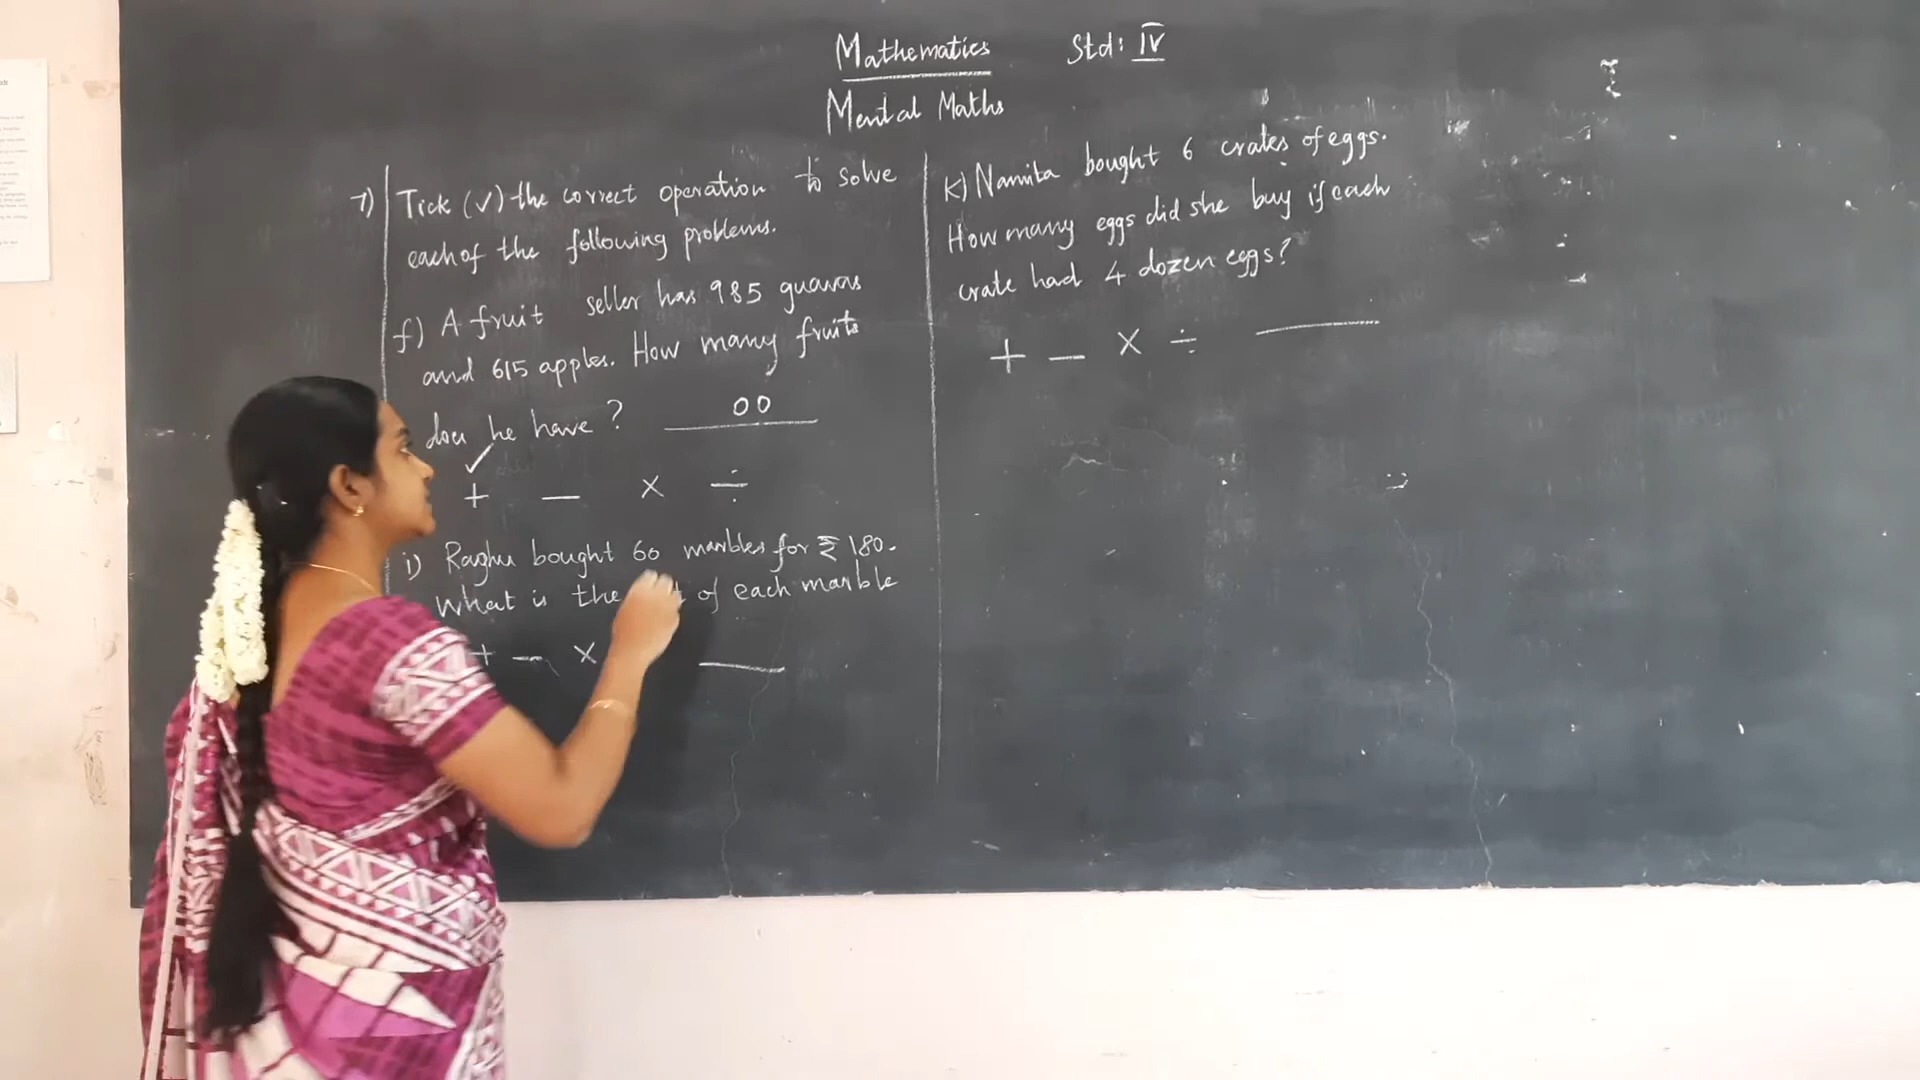 Mathematics Std: IV
Mental Maths
7) Tick (✓) the correct operation to solve
each of the following problems.
f) A fruit seller has 985 guavas
and 615 apples. How many fruits
does he have? 00
✓
+ — × ÷
i) Raghu bought 60 marbles for ₹ 180.
What is the of each marble
+ — ×
K) Namita bought 6 crates of eggs.
How many eggs did she buy if each
crate had 4 dozen eggs?
+ — × ÷